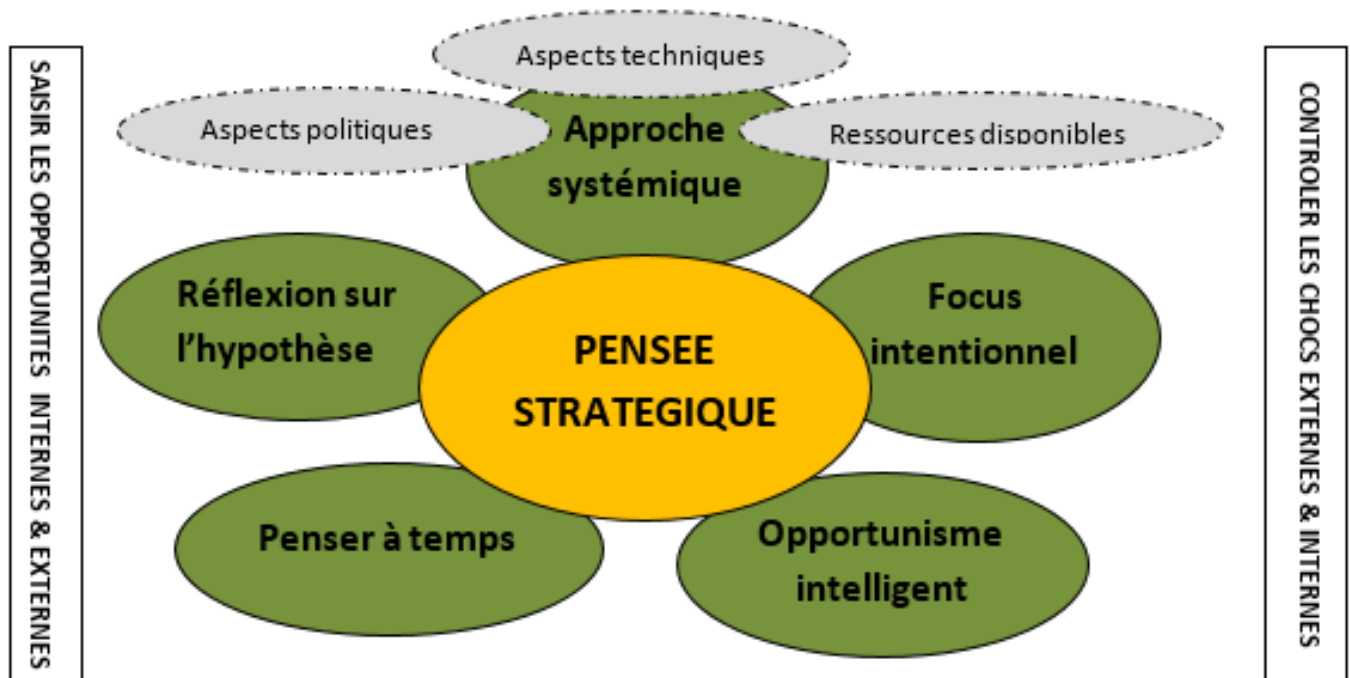 SAISIR LES OPPORTUNITES INTERNES & EXTERNES
Aspects techniques
Aspects politiques
Ressources disponibles
Approche
systémique
Réflexion sur
l’hypothèse
Focus
intentionnel
PENSEE
STRATEGIQUE
Penser à temps
Opportunisme
intelligent
CONTROLER LES CHOCS EXTERNES & INTERNES